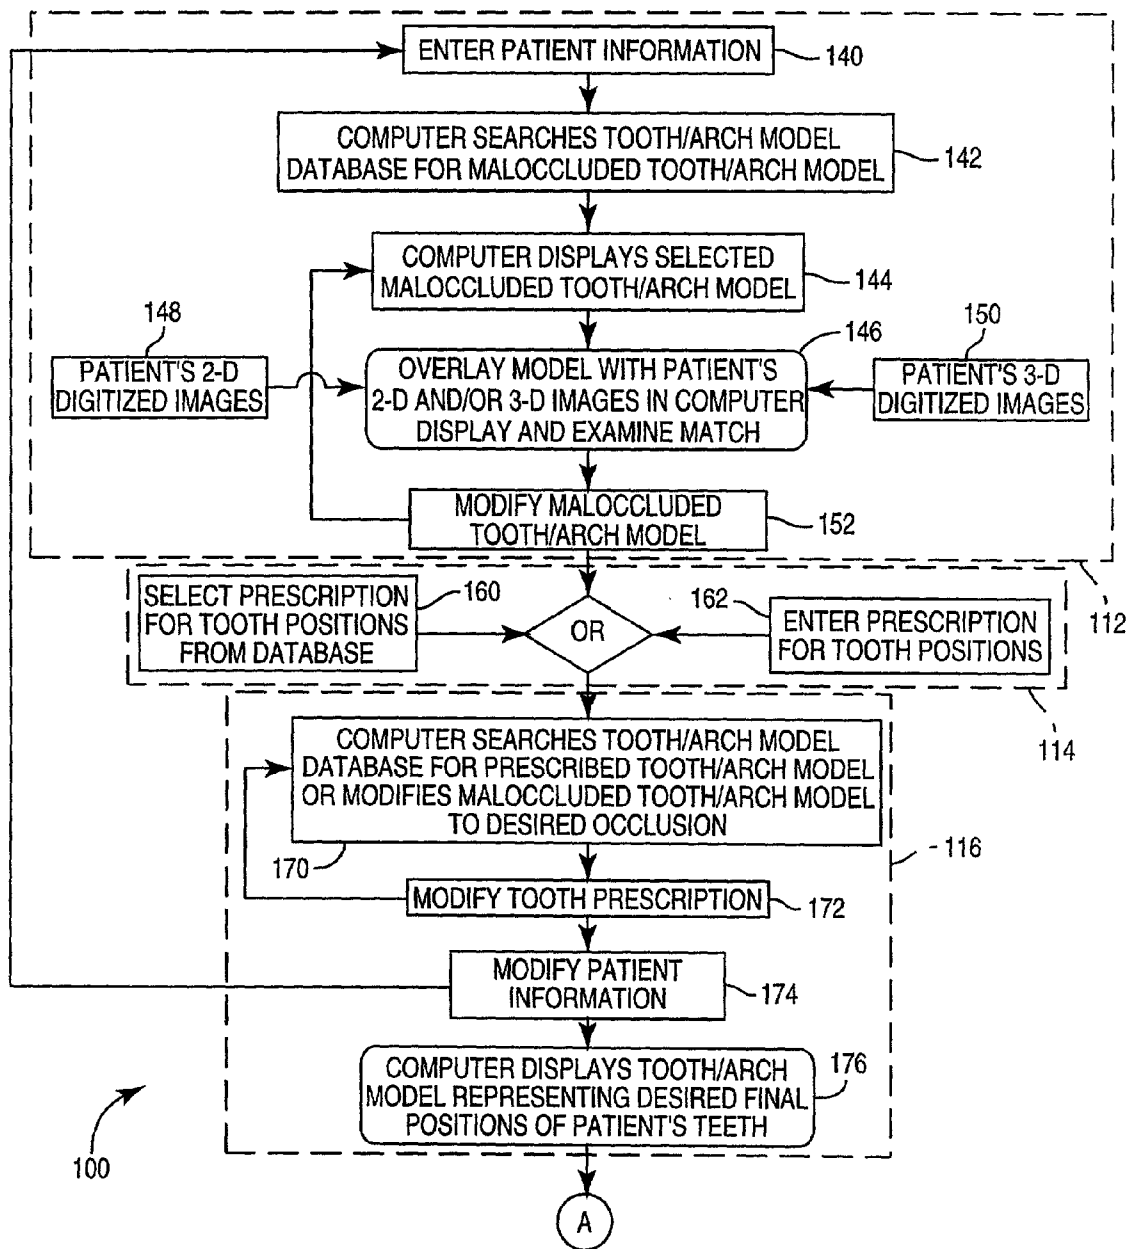 ENTER PATIENT INFORMATION
140
COMPUTER SEARCHES TOOTH/ARCH MODEL
DATABASE FOR MALOCCLUDED TOOTH/ARCH MODEL
142
COMPUTER DISPLAYS SELECTED
MALOCCLUDED TOOTH/ARCH MODEL
144
148
PATIENT'S 2-D
DIGITIZED IMAGES
146
OVERLAY MODEL WITH PATIENT'S
2-D AND/OR 3-D IMAGES IN COMPUTER
DISPLAY AND EXAMINE MATCH
150
PATIENT'S 3-D
DIGITIZED IMAGES
MODIFY MALOCCLUDED
TOOTH/ARCH MODEL
152
112
SELECT PRESCRIPTION
FOR TOOTH POSITIONS
FROM DATABASE
160
OR
162
ENTER PRESCRIPTION
FOR TOOTH POSITIONS
114
COMPUTER SEARCHES TOOTH/ARCH MODEL
DATABASE FOR PRESCRIBED TOOTH/ARCH MODEL
OR MODIFIES MALOCCLUDED TOOTH/ARCH MODEL
TO DESIRED OCCLUSION
170
116
MODIFY TOOTH PRESCRIPTION
172
MODIFY PATIENT
INFORMATION
174
COMPUTER DISPLAYS TOOTH/ARCH
MODEL REPRESENTING DESIRED FINAL
POSITIONS OF PATIENT'S TEETH
176
100
A